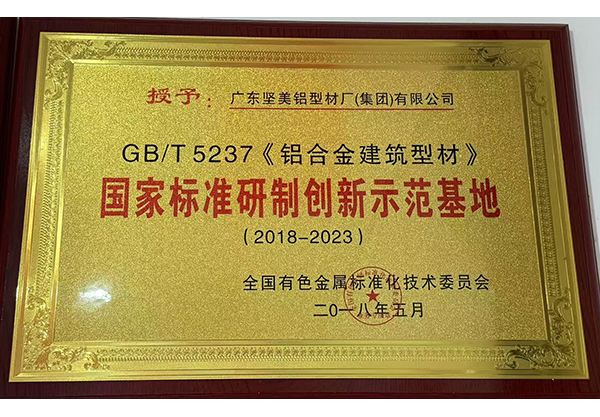 授予：广东坚美铝型材厂(集团)有限公司
GB/T 5237《铝合金建筑型材》
国家标准研制创新示范基地
（2018-2023）
全国有色金属标准化技术委员会
二0一八年五月